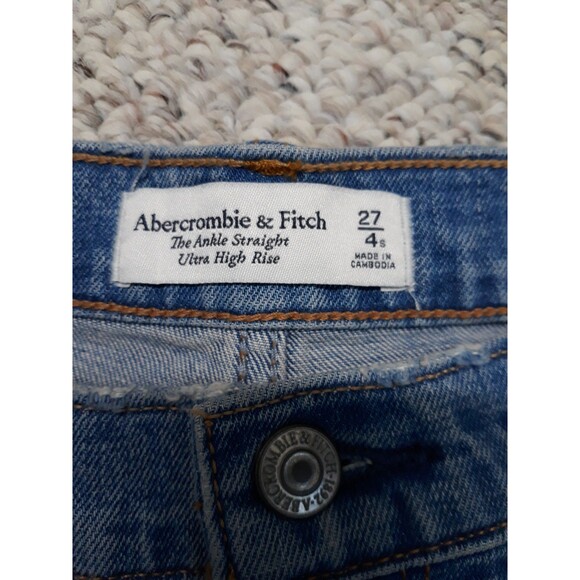 Abercrombie & Fitch
The Ankle Straight
Ultra High Rise
27
4s
MADE IN
CAMBODIA
ABERCROMBIE & FITCH · 1892 ·